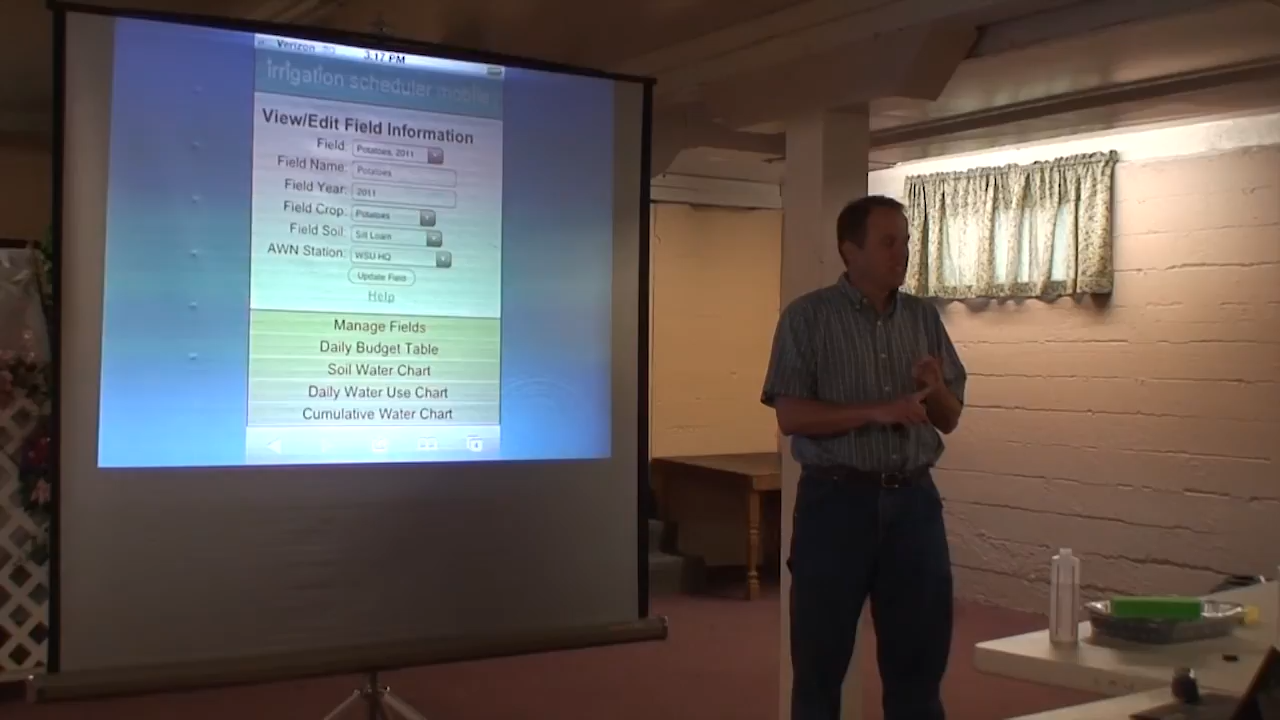 Verizon 3G
3:17 PM
irrigation scheduler mobile
View/Edit Field Information
Field: Potatoes, 2011
Field Name: Potatoes
Field Year: 2011
Field Crop: Potatoes
Field Soil: Silt Loam
AWN Station: WSU HQ
Update Field
Help
Manage Fields
Daily Budget Table
Soil Water Chart
Daily Water Use Chart
Cumulative Water Chart